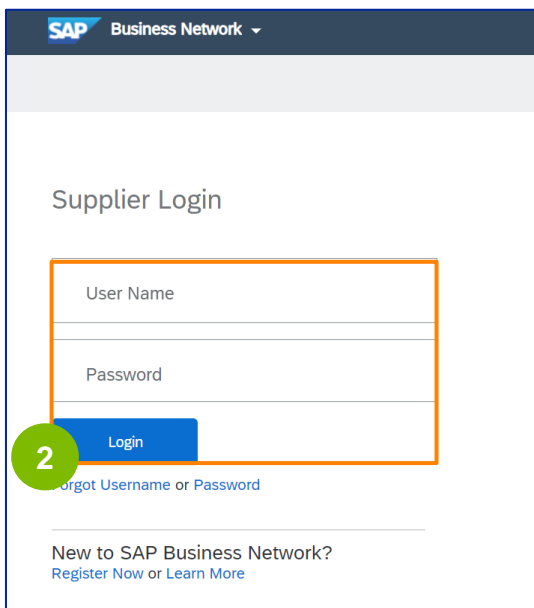 SAP Business Network
Supplier Login
User Name
Password
Login
2
Forgot Username or Password
New to SAP Business Network?
Register Now or Learn More